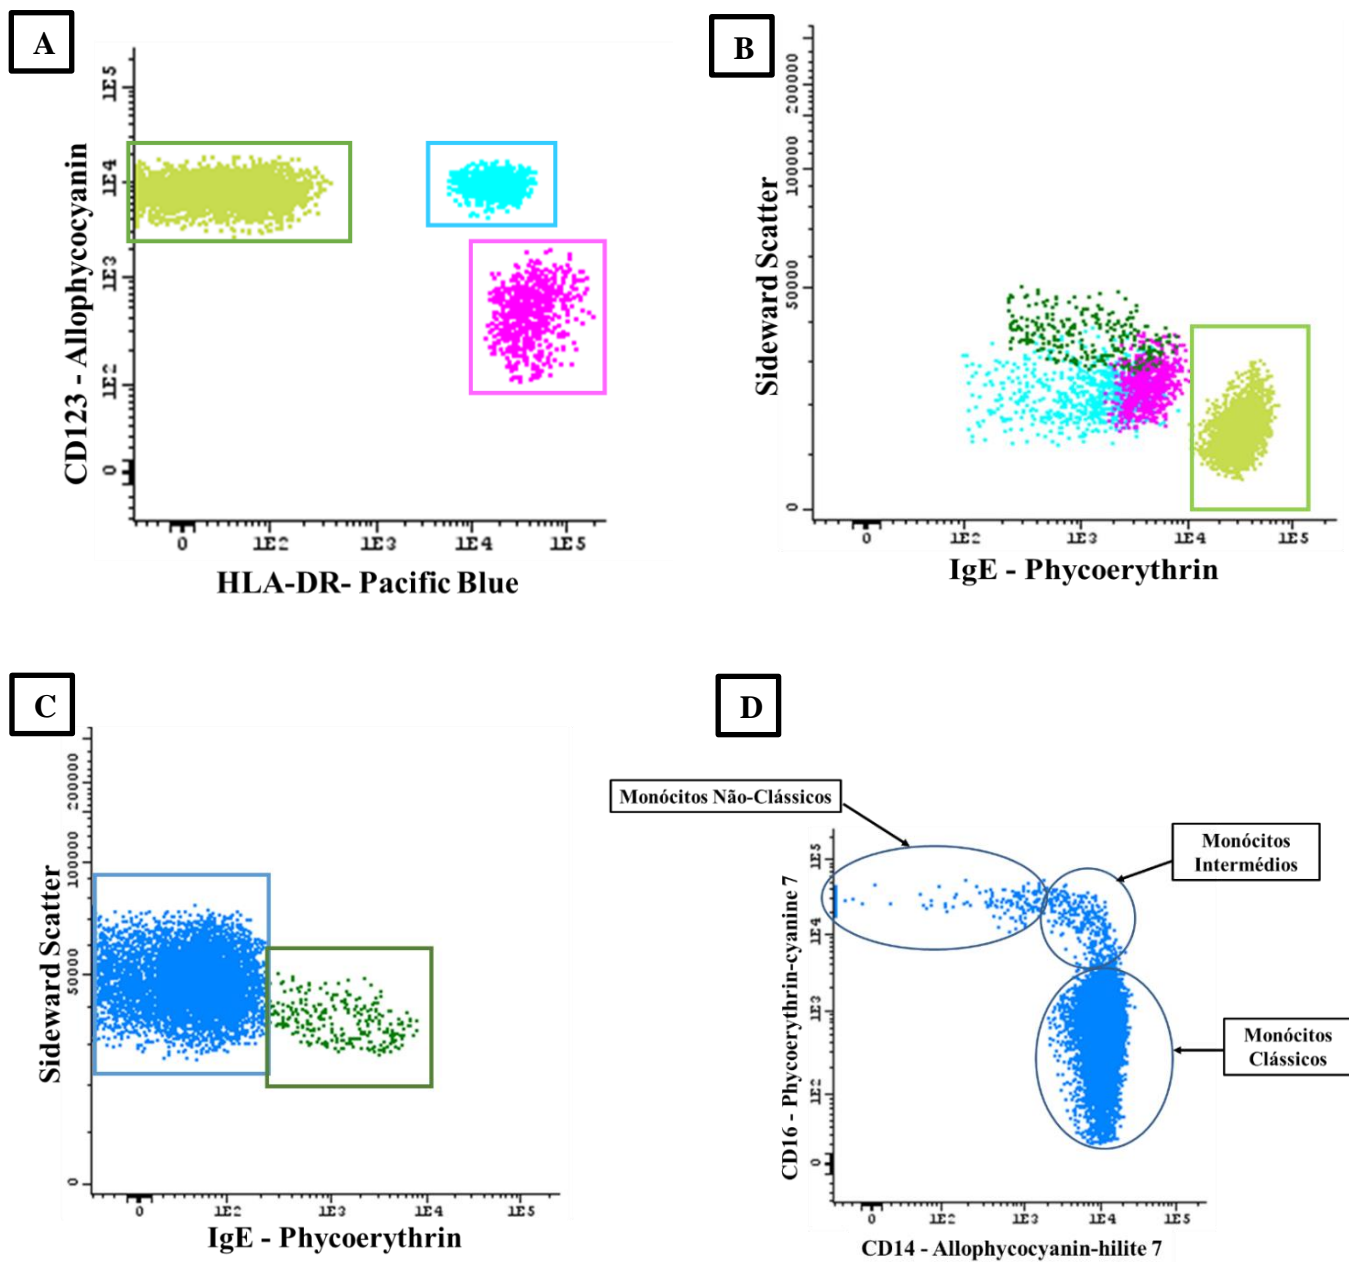 A
CD123 - Allophycocyanin
1E5
1E4
1E3
1E2
0
0
1E2
1E3
1E4
1E5
HLA-DR- Pacific Blue
B
Sideward Scatter
200000
100000
50000
0
0
1E2
1E3
1E4
1E5
IgE - Phycoerythrin
C
Sideward Scatter
200000
100000
50000
0
0
1E2
1E3
1E4
1E5
IgE - Phycoerythrin
D
Monócitos Não-Clássicos
Monócitos
Intermédios
Monócitos
Clássicos
CD16 - Phycoerythrin-cyanine 7
1E5
1E4
1E3
1E2
0
0
1E2
1E3
1E4
1E5
CD14 - Allophycocyanin-hilite 7